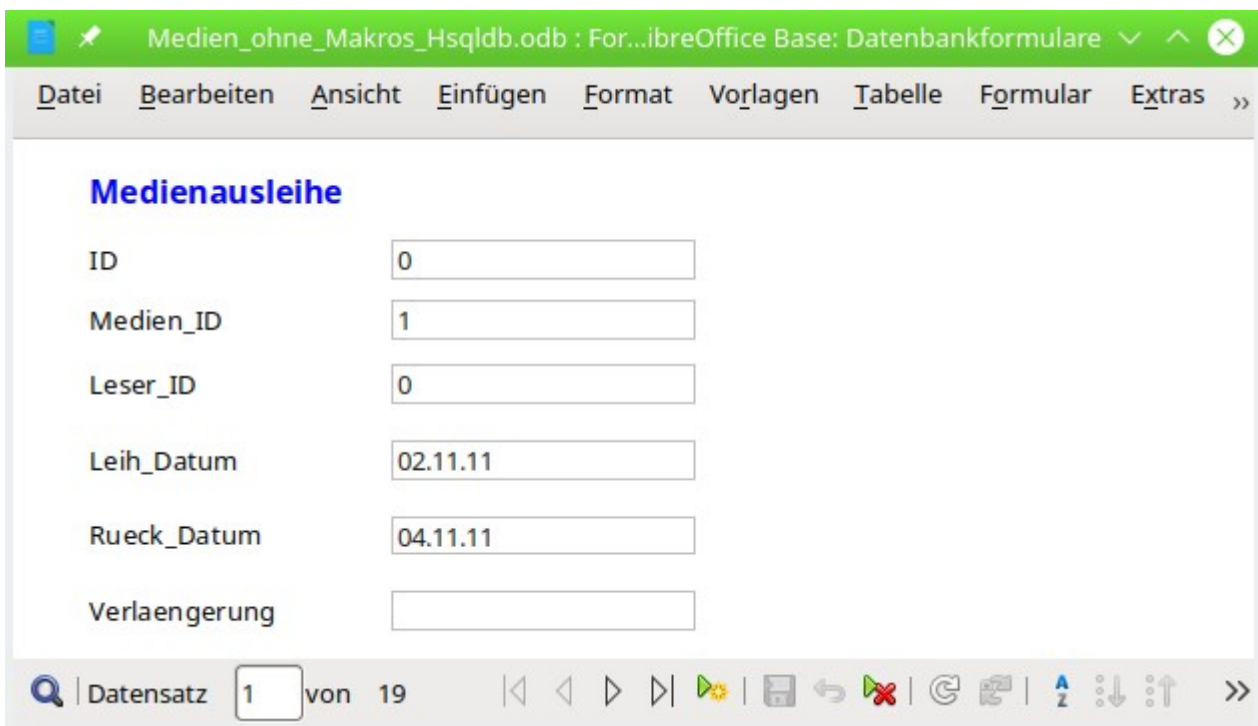 Medien_ohne_Makros_Hsqldb.odb : For...ibreOffice Base: Datenbankformulare
Datei Bearbeiten Ansicht Einfügen Format Vorlagen Tabelle Formular Extras »
Medienausleihe
ID 0
Medien_ID 1
Leser_ID 0
Leih_Datum 02.11.11
Rueck_Datum 04.11.11
Verlaengerung
Datensatz 1 von 19 A Z »